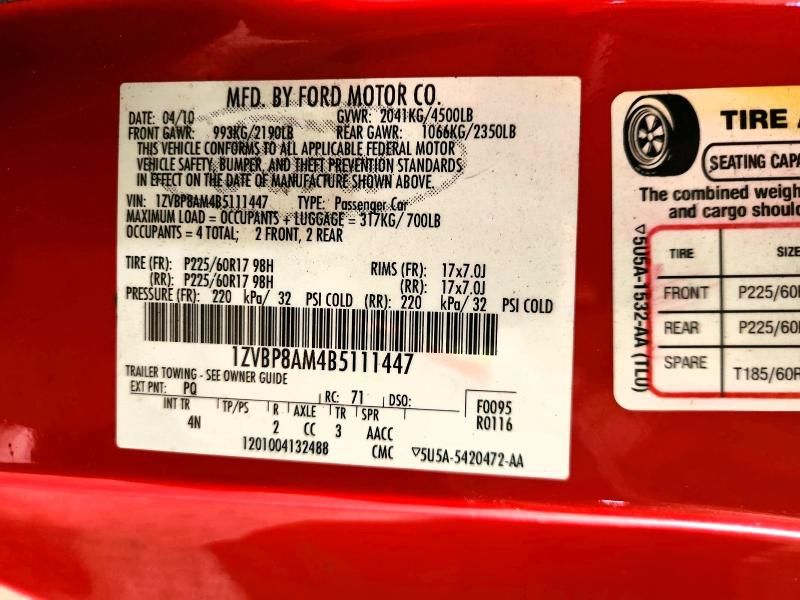 MFD. BY FORD MOTOR CO.
DATE: 04/10 GVWR: 2041KG/4500LB
FRONT GAWR: 993KG/2190LB REAR GAWR: 1066KG/2350LB
THIS VEHICLE CONFORMS TO ALL APPLICABLE FEDERAL MOTOR
VEHICLE SAFETY, BUMPER, AND THEFT PREVENTION STANDARDS
IN EFFECT ON THE DATE OF MANUFACTURE SHOWN ABOVE.
VIN: 1ZVBP8AM4B5111447 TYPE: Passenger Car
MAXIMUM LOAD = OCCUPANTS + LUGGAGE = 317KG/ 700LB
OCCUPANTS = 4 TOTAL; 2 FRONT, 2 REAR
TIRE (FR): P225/60R17 98H RIMS (FR): 17x7.0J
(RR): P225/60R17 98H (RR): 17x7.0J
PRESSURE (FR): 220 kPa/ 32 PSI COLD (RR): 220 kPa/ 32 PSI COLD
1ZVBP8AM4B5111447
TRAILER TOWING - SEE OWNER GUIDE
EXT PNT: PQ RC: 71 DSO: F0095
INT TR TP/PS R AXLE TR SPR R0116
4N 2 CC 3 AACC
1201004132488 CMC ▽5U5A-5420472-AA
TIRE A
SEATING CAPA
The combined weigh
and cargo shoul
▽5U5A-1532-AA (TLU)
TIRE SIZE
FRONT P225/60
REAR P225/60
SPARE T185/60R